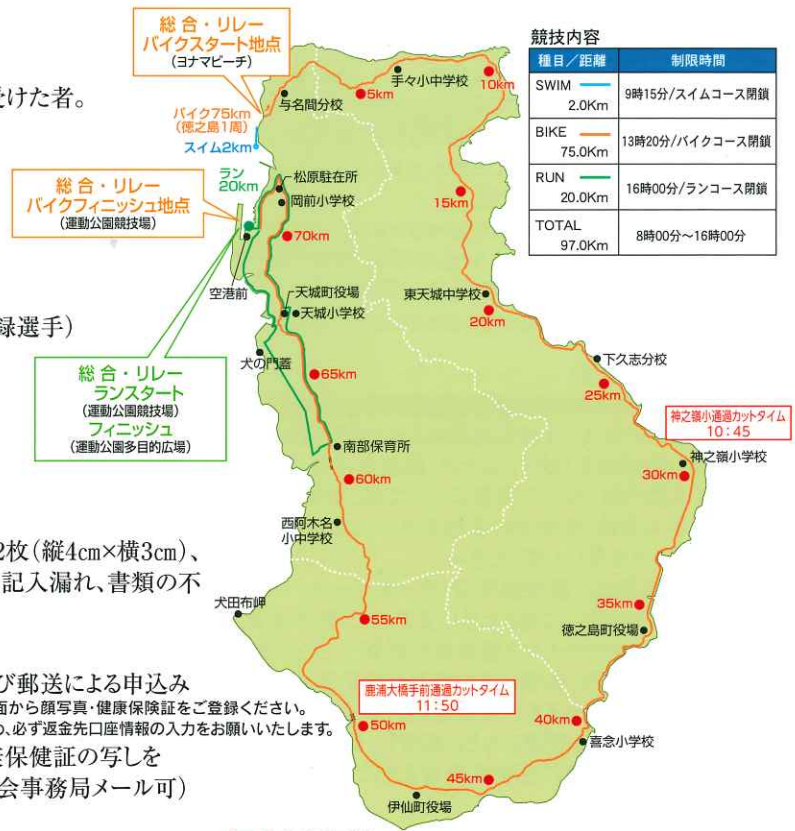 受けた者。
録選手)
2枚(縦4cm×横3cm)、
記入漏れ、書類の不
び郵送による申込み
面から顔写真・健康保険証をご登録ください。
め、必ず返金先口座情報の入力をお願いいたします。
保健証の写しを
会事務局メール可)
総合・リレー
バイクスタート地点
(ヨナマビーチ)
バイク75km
(徳之島1周)
スイム2km
ラン
20km
総合・リレー
バイクフィニッシュ地点
(運動公園競技場)
総合・リレー
ランスタート
(運動公園競技場)
フィニッシュ
(運動公園多目的広場)
与名間分校
5km
手々小中学校
10km
松原駐在所
岡前小学校
15km
70km
空港前
天城町役場
天城小学校
東天城中学校
20km
犬の門蓋
65km
下久志分校
25km
神之嶺小通過カットタイム
10:45
神之嶺小学校
30km
南部保育所
60km
西阿木名
小中学校
犬田布岬
55km
35km
徳之島町役場
鹿浦大橋手前通過カットタイム
11:50
50km
40km
喜念小学校
45km
伊仙町役場
競技内容
種目/距離 制限時間
SWIM
2.0Km 9時15分/スイムコース閉鎖
BIKE
75.0Km 13時20分/バイクコース閉鎖
RUN
20.0Km 16時00分/ランコース閉鎖
TOTAL
97.0Km 8時00分~16時00分